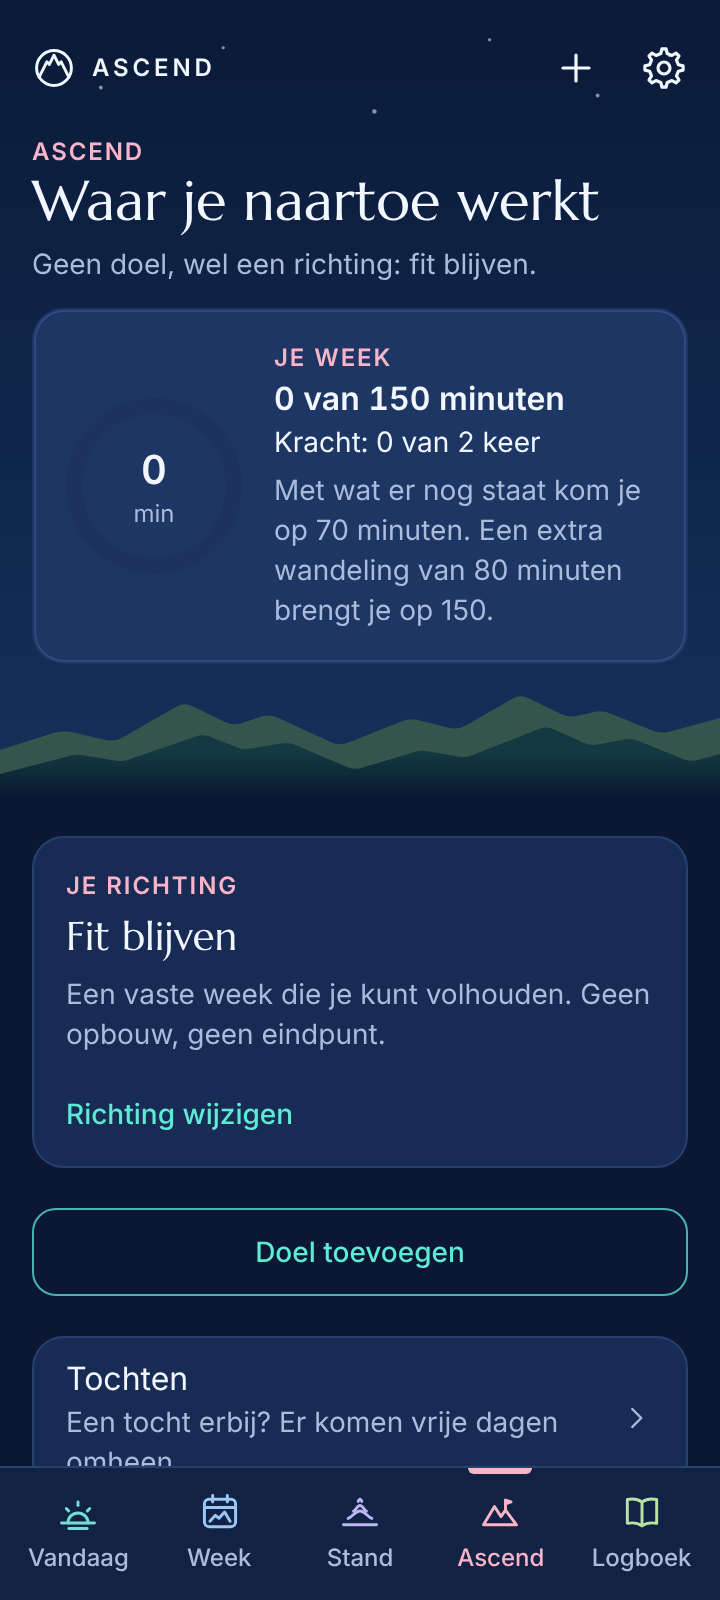 ASCEND
ASCEND
Waar je naartoe werkt
Geen doel, wel een richting: fit blijven.
JE WEEK
0 van 150 minuten
Kracht: 0 van 2 keer
0
min
Met wat er nog staat kom je
op 70 minuten. Een extra
wandeling van 80 minuten
brengt je op 150.
JE RICHTING
Fit blijven
Een vaste week die je kunt volhouden. Geen
opbouw, geen eindpunt.
Richting wijzigen
Doel toevoegen
Tochten
Een tocht erbij? Er komen vrije dagen
omheen
Vandaag
Week
Stand
Ascend
Logboek